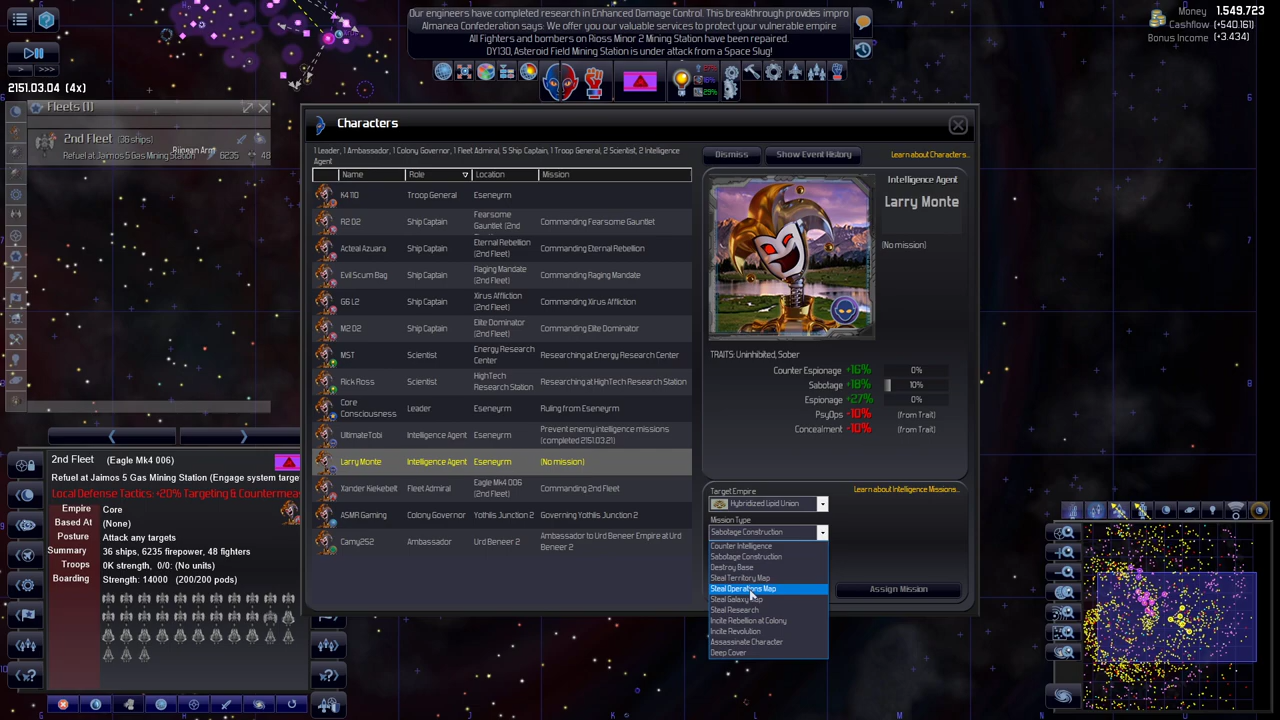 Our engineers have completed research in Enhanced Damage Control. This breakthrough provides impro
Almanea Confederation says: We offer you our valuable services to protect your vulnerable empire
All Fighters and bombers on Rioss Minor 2 Mining Station have been repaired.
OY130, Asteroid Field Mining Station is under attack from a Space Slug!
Money 1.549.723
Cashflow (+540.161)
Bonus Income +3.434
2151.03.04 (4x)
Fleets (1)
2nd Fleet (36 ships)
Refuel at Jaimos 5 Gas Mining Station 6235 48
Characters
1 Leader, 1 Ambassador, 1 Colony Governor, 1 Fleet Admiral, 5 Ship Captain, 1 Troop General, 2 Scientist, 2 Intelligence
Agent
Name Role Location Mission
K4 110 Troop General Eseneyrm
R2 D2 Ship Captain Fearsome Gauntlet (2nd Commanding Fearsome Gauntlet
Acteal Azuara Ship Captain Eternal Rebellion (2nd Fleet) Commanding Eternal Rebellion
Evil Scum Bag Ship Captain Raging Mandate (2nd Fleet) Commanding Raging Mandate
G6 L2 Ship Captain Xirus Affliction (2nd Fleet) Commanding Xirus Affliction
M2 D2 Ship Captain Elite Dominator (2nd Fleet) Commanding Elite Dominator
MST Scientist Energy Research Center Researching at Energy Research Center
Rick Ross Scientist HighTech Research Station Researching at HighTech Research Station
Core Consciousness Leader Eseneyrm Ruling from Eseneyrm
UltimateTobi Intelligence Agent Eseneyrm Prevent enemy intelligence missions (completed 2151.03.21)
Larry Monte Intelligence Agent Eseneyrm (No mission)
Xander Kiekebelt Fleet Admiral Eagle Mk4 006 (2nd Fleet) Commanding 2nd Fleet
ASMR Gaming Colony Governor Yothlis Junction 2 Governing Yothlis Junction 2
Camy252 Ambassador Urd Beneer 2 Ambassador to Urd Beneer Empire at Urd Beneer 2
Dismiss
Show Event History
Learn about Characters...
Intelligence Agent
Larry Monte
(No mission)
TRAITS: Uninhibited, Sober
Counter Espionage +16% 0%
Sabotage +18% 10%
Espionage +27% 0%
PsyOps -10% (from Trait)
Concealment -10% (from Trait)
Target Empire
Learn about Intelligence Missions...
Hybridized Lipid Union
Mission Type
Sabotage Construction
Counter Intelligence
Sabotage Construction
Destroy Base
Steal Territory Map
Steal Operations Map
Steal Galaxy Map
Steal Research
Incite Rebellion at Colony
Incite Revolution
Assassinate Character
Deep Cover
Assign Mission
2nd Fleet (Eagle Mk4 006)
Refuel at Jaimos 5 Gas Mining Station (Engage system targe
Local Defense Tactics: +20% Targeting & Countermeas
Empire Core
Based At (None)
Posture Attack any targets
Summary 36 ships, 6235 firepower, 48 fighters
Troops 0K strength, 0/0: (No units)
Boarding Strength: 14000 (200/200 pods)